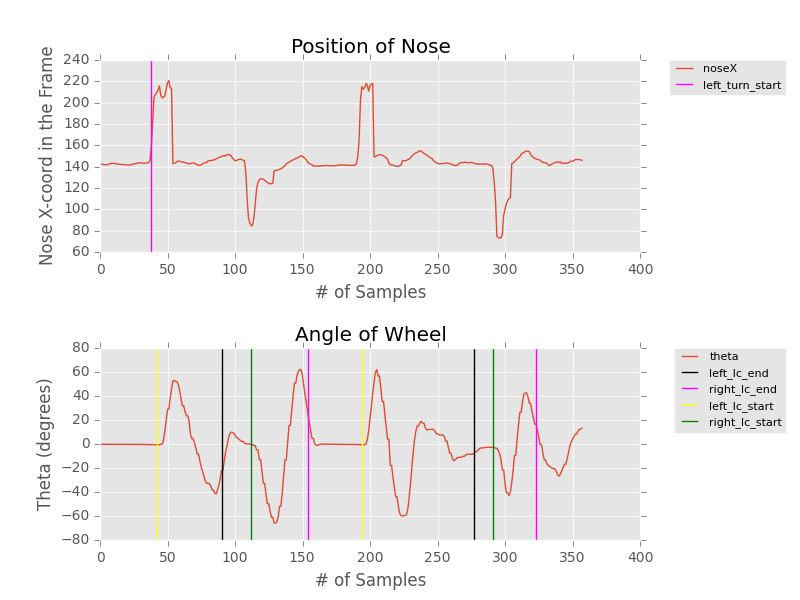 Position of Nose
240
220
200
180
160
140
120
100
80
60
Nose X-coord in the Frame
0 50 100 150 200 250 300 350 400
# of Samples
noseX
left_turn_start
Angle of Wheel
80
60
40
20
0
−20
−40
−60
−80
Theta (degrees)
0 50 100 150 200 250 300 350 400
# of Samples
theta
left_lc_end
right_lc_end
left_lc_start
right_lc_start